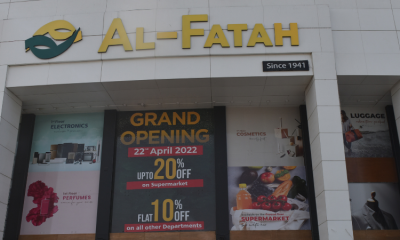 AL-FATAH
Since 1941
ELECTRONICS
PERFUMES
GRAND
OPENING
22nd April 2022
UPTO 20% OFF
on Supermarket
FLAT 10% OFF
on all other Departments
COSMETICS
SUPERMARKET
LUGGAGE